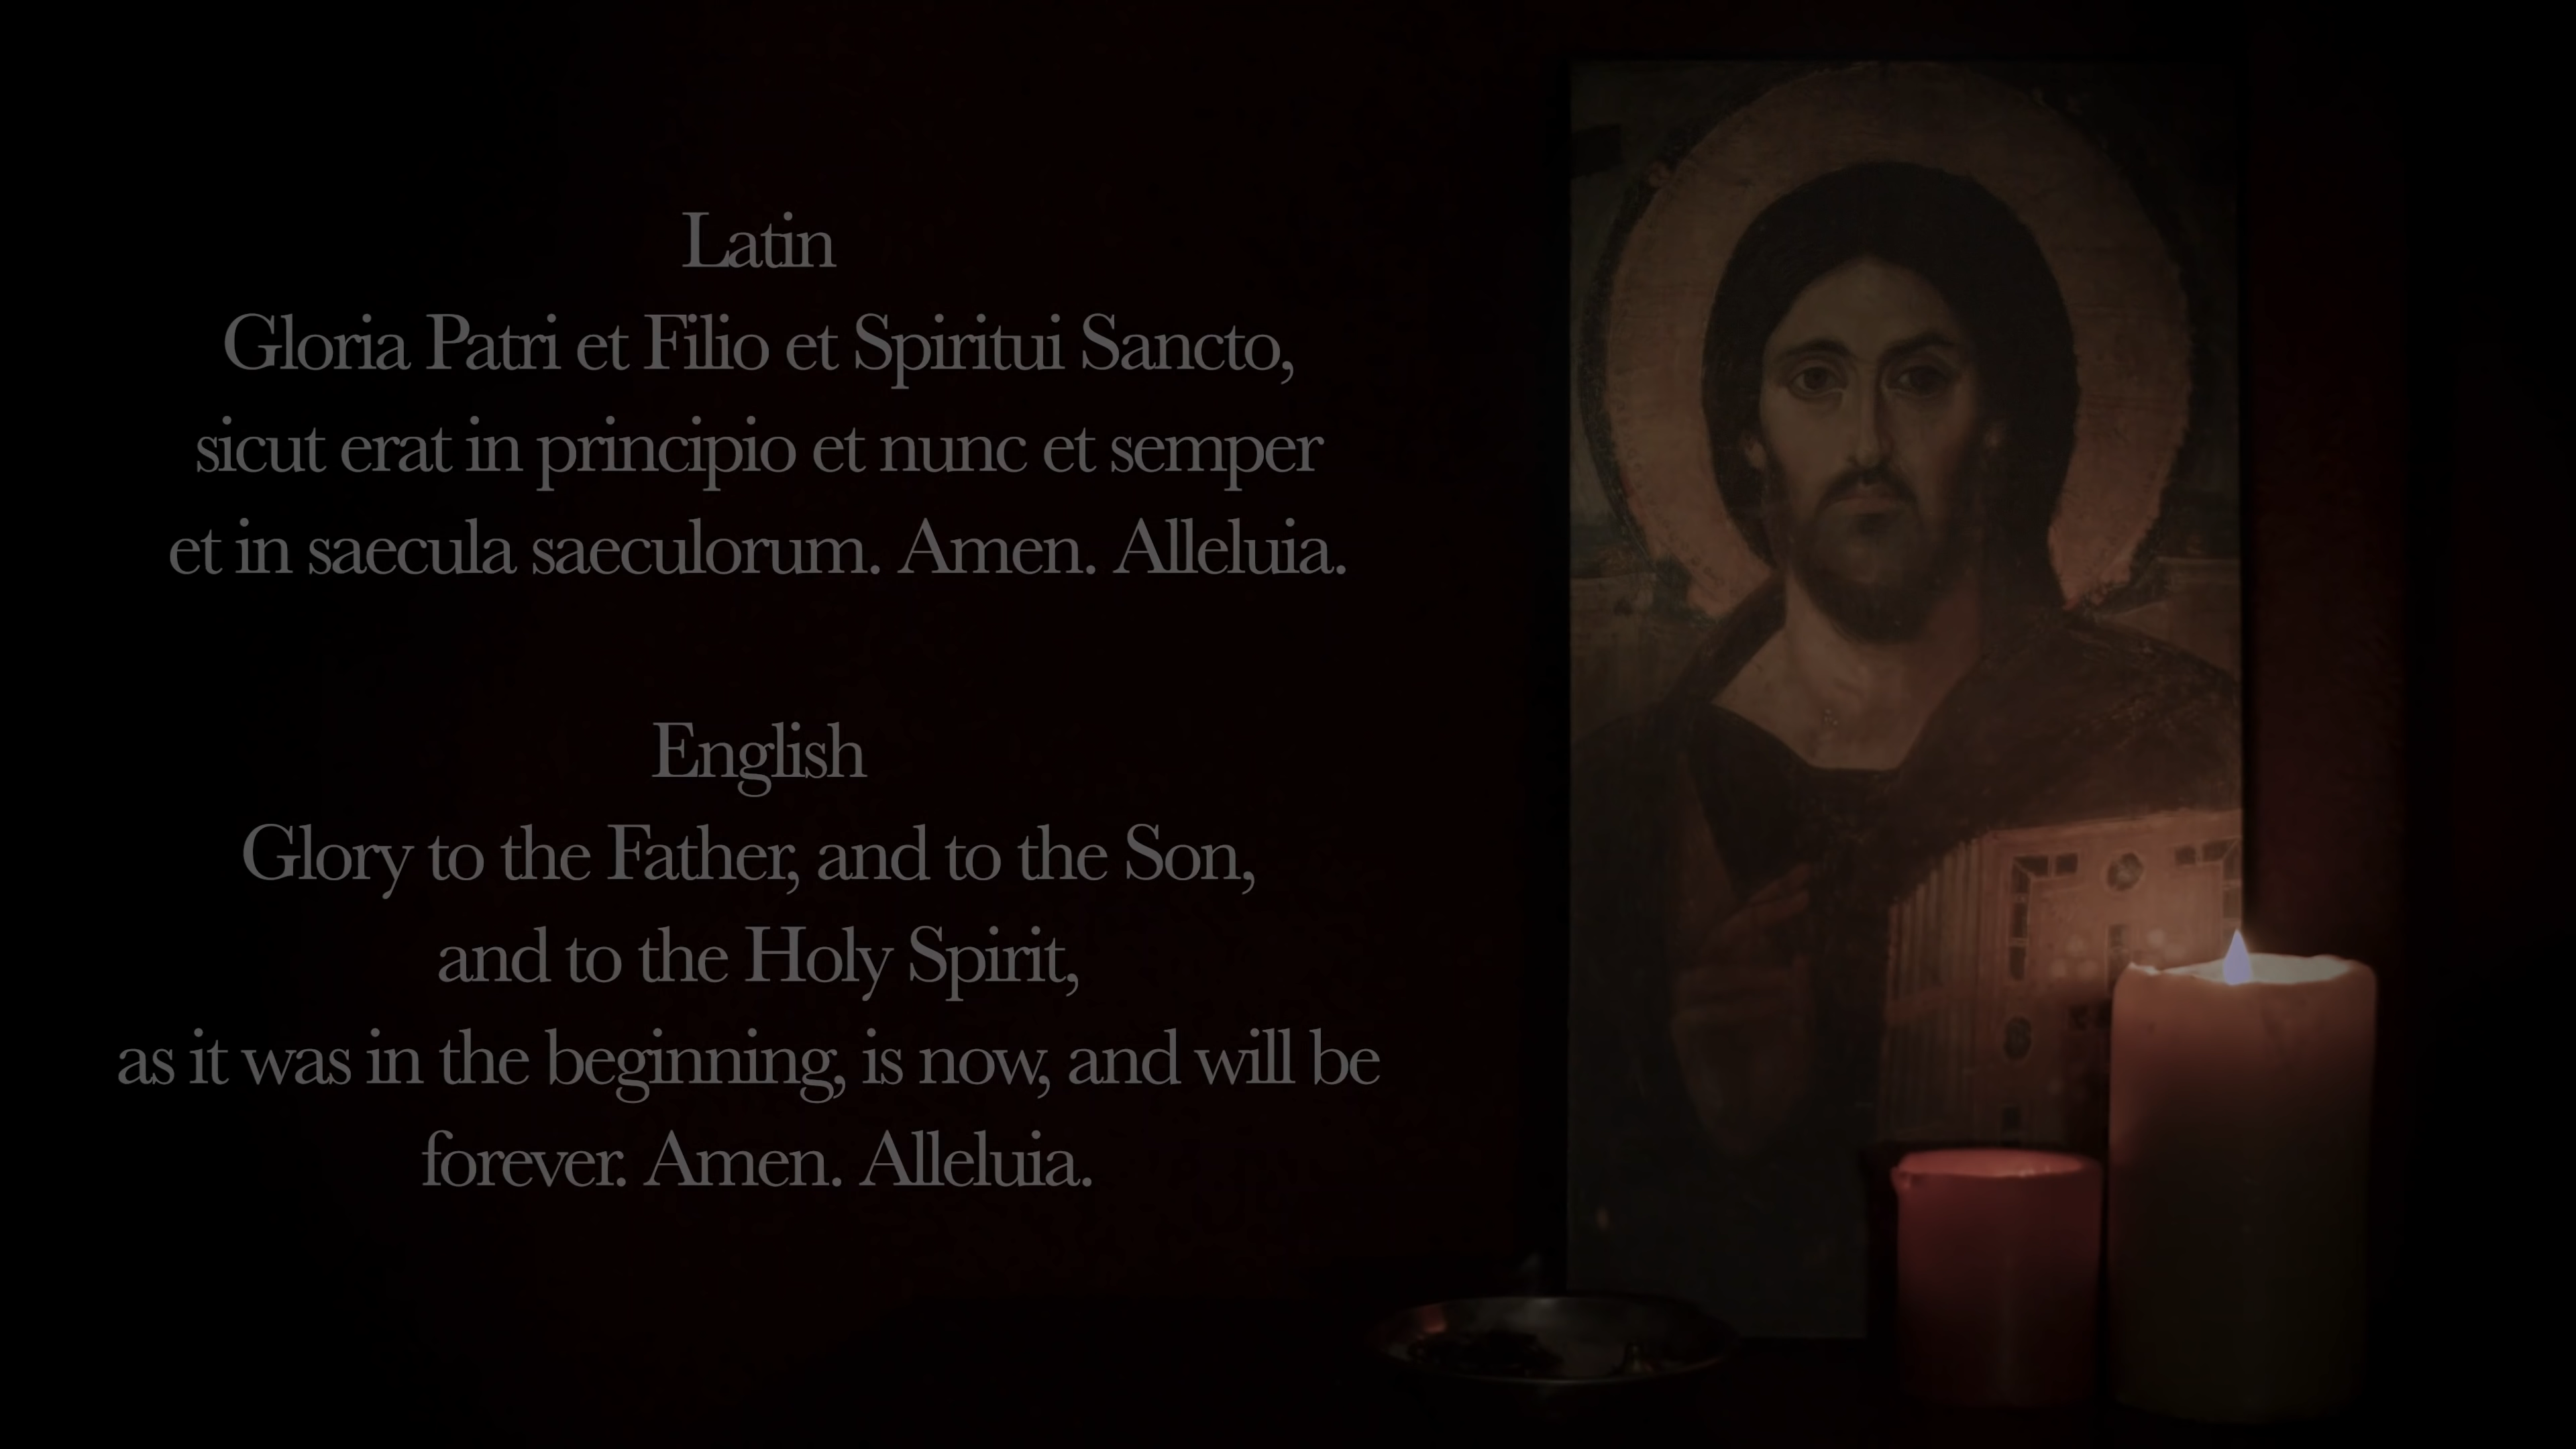 Latin
Gloria Patri et Filio et Spiritui Sancto,
sicut erat in principio et nunc et semper
et in saecula saeculorum. Amen. Alleluia.
English
Glory to the Father, and to the Son,
and to the Holy Spirit,
as it was in the beginning, is now, and will be
forever. Amen. Alleluia.